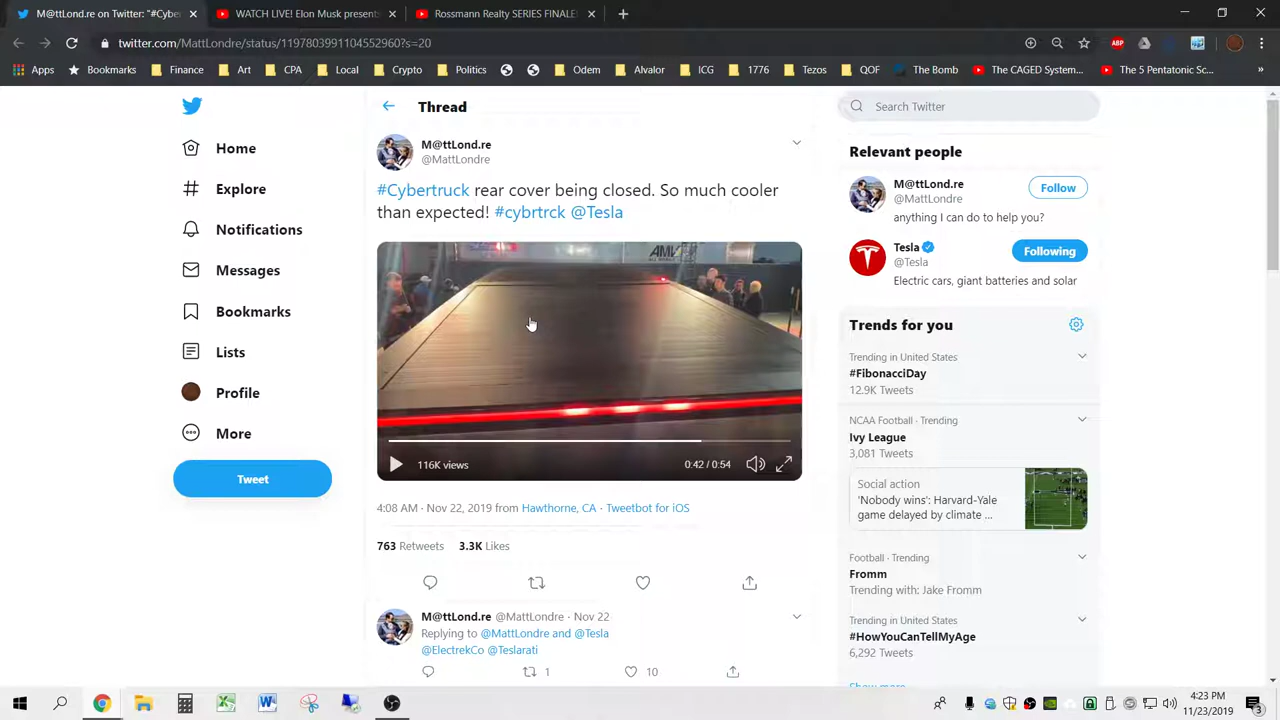 M@ttLond.re on Twitter: "#Cybe
WATCH LIVE! Elon Musk present
Rossmann Realty SERIES FINALE
twitter.com/MattLondre/status/1197803991104552960?s=20
ABP
Apps
Bookmarks
Finance
Art
CPA
Local
Crypto
Politics
Odem
Alvalor
ICG
1776
Tezos
QOF
The Bomb
The CAGED System...
The 5 Pentatonic Sc...
»
Home
Explore
Notifications
Messages
Bookmarks
Lists
Profile
More
Tweet
Thread
M@ttLond.re
@MattLondre
#Cybertruck rear cover being closed. So much cooler
than expected! #cybrtrck @Tesla
AMV
116K views
0:42 / 0:54
4:08 AM · Nov 22, 2019 from Hawthorne, CA · Tweetbot for iOS
763 Retweets 3.3K Likes
M@ttLond.re @MattLondre · Nov 22
Replying to @MattLondre and @Tesla
@ElectrekCo @Teslarati
1
10
Search Twitter
Relevant people
M@ttLond.re
@MattLondre
Follow
anything I can do to help you?
Tesla
@Tesla
Following
Electric cars, giant batteries and solar
Trends for you
Trending in United States
#FibonacciDay
12.9K Tweets
NCAA Football · Trending
Ivy League
3,081 Tweets
Social action
'Nobody wins': Harvard-Yale
game delayed by climate ...
Football · Trending
Fromm
Trending with: Jake Fromm
Trending in United States
#HowYouCanTellMyAge
6,292 Tweets
Show more
4:23 PM
11/23/2019
3